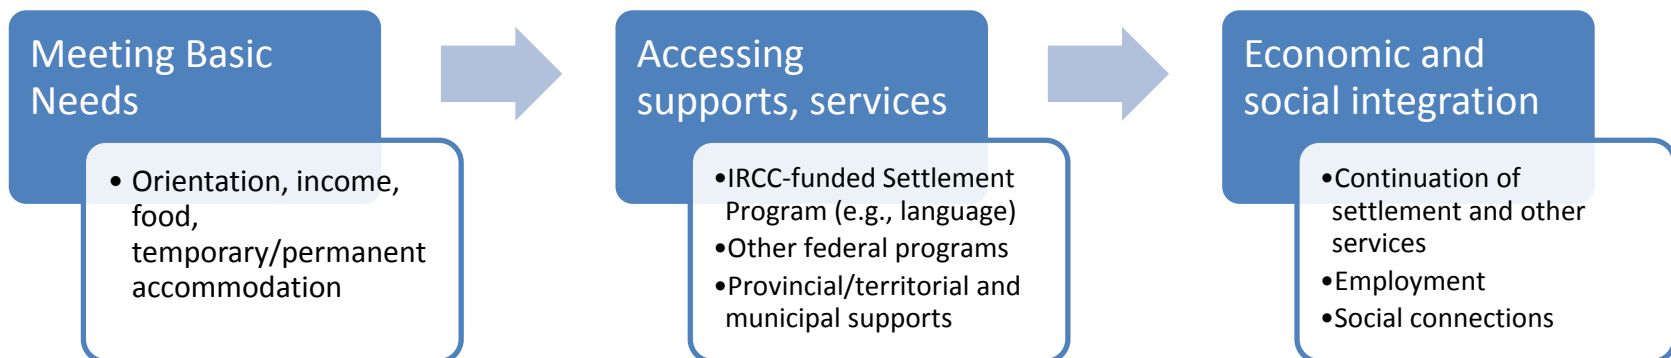 Meeting Basic
Needs
• Orientation, income,
food,
temporary/permanent
accommodation
Accessing
supports, services
•IRCC-funded Settlement
Program (e.g., language)
•Other federal programs
•Provincial/territorial and
municipal supports
Economic and
social integration
•Continuation of
settlement and other
services
•Employment
•Social connections